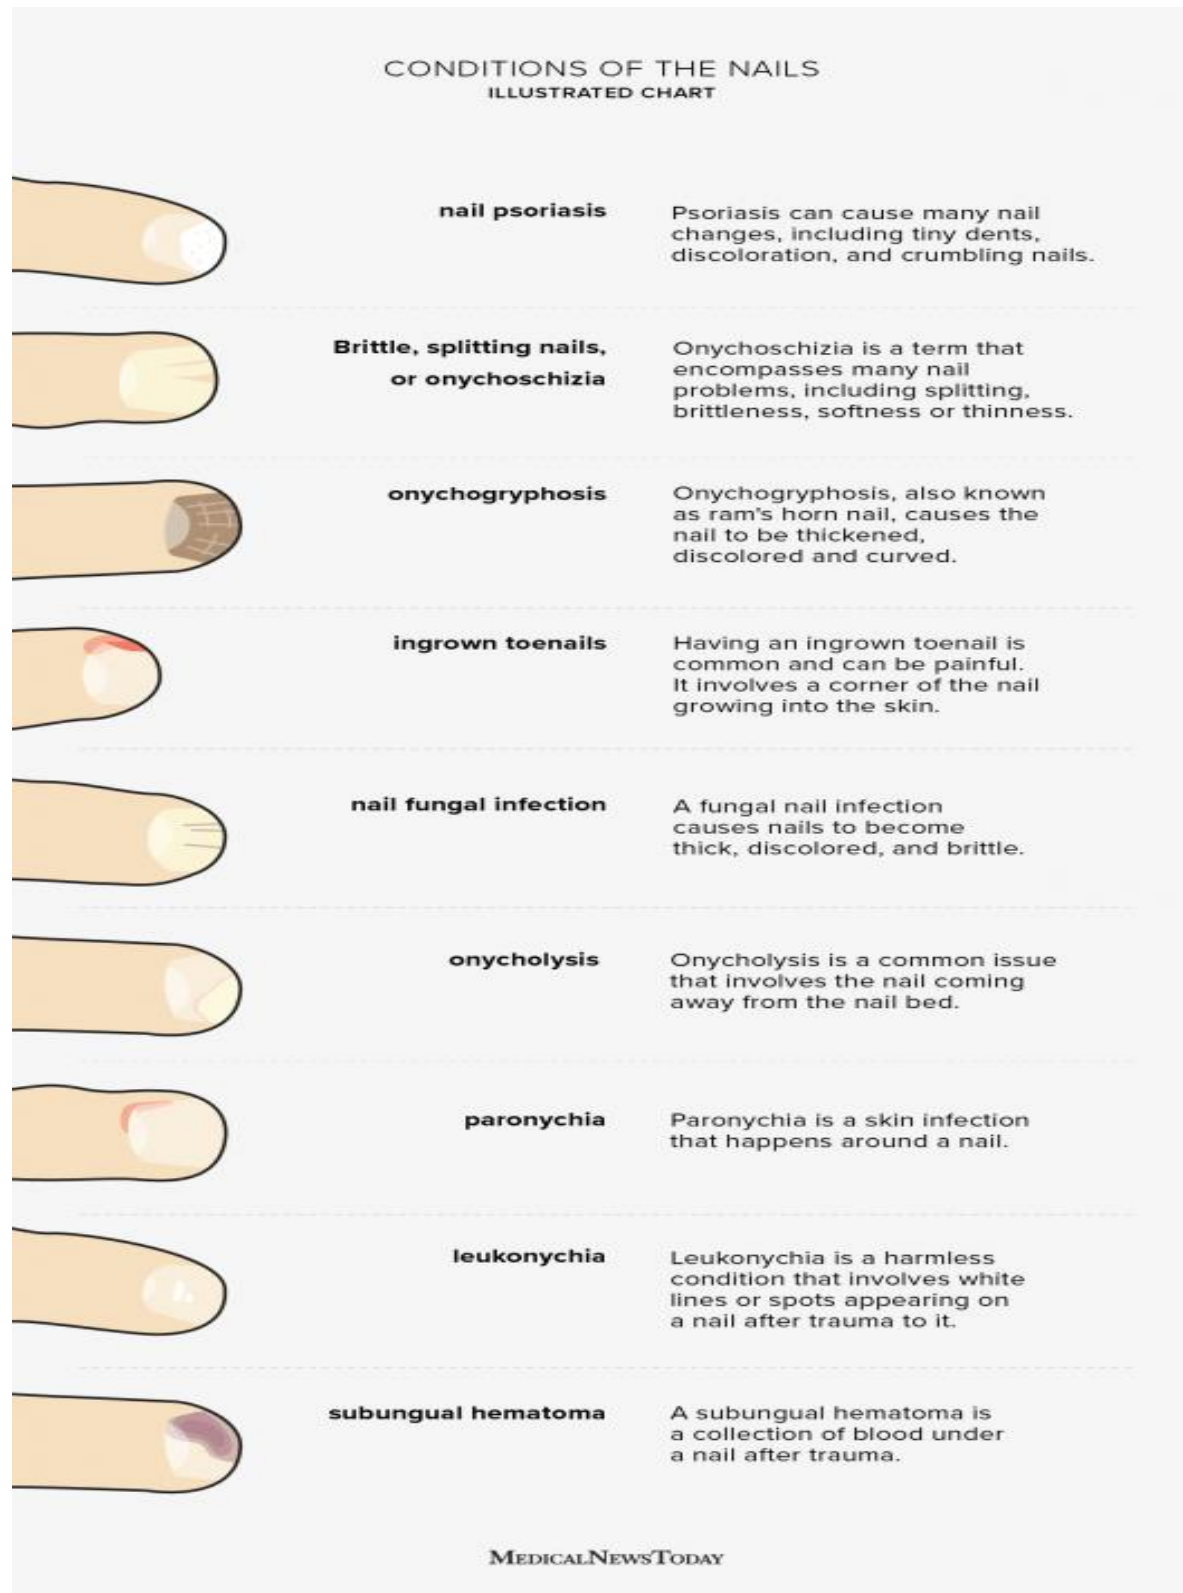 CONDITIONS OF THE NAILS
ILLUSTRATED CHART
nail psoriasis
Psoriasis can cause many nail
changes, including tiny dents,
discoloration, and crumbling nails.
Brittle, splitting nails,
or onychoschizia
Onychoschizia is a term that
encompasses many nail
problems, including splitting,
brittleness, softness or thinness.
onychogryphosis
Onychogryphosis, also known
as ram's horn nail, causes the
nail to be thickened,
discolored and curved.
ingrown toenails
Having an ingrown toenail is
common and can be painful.
It involves a corner of the nail
growing into the skin.
nail fungal infection
A fungal nail infection
causes nails to become
thick, discolored, and brittle.
onycholysis
Onycholysis is a common issue
that involves the nail coming
away from the nail bed.
paronychia
Paronychia is a skin infection
that happens around a nail.
leukonychia
Leukonychia is a harmless
condition that involves white
lines or spots appearing on
a nail after trauma to it.
subungual hematoma
A subungual hematoma is
a collection of blood under
a nail after trauma.
MEDICALNEWSTODAY